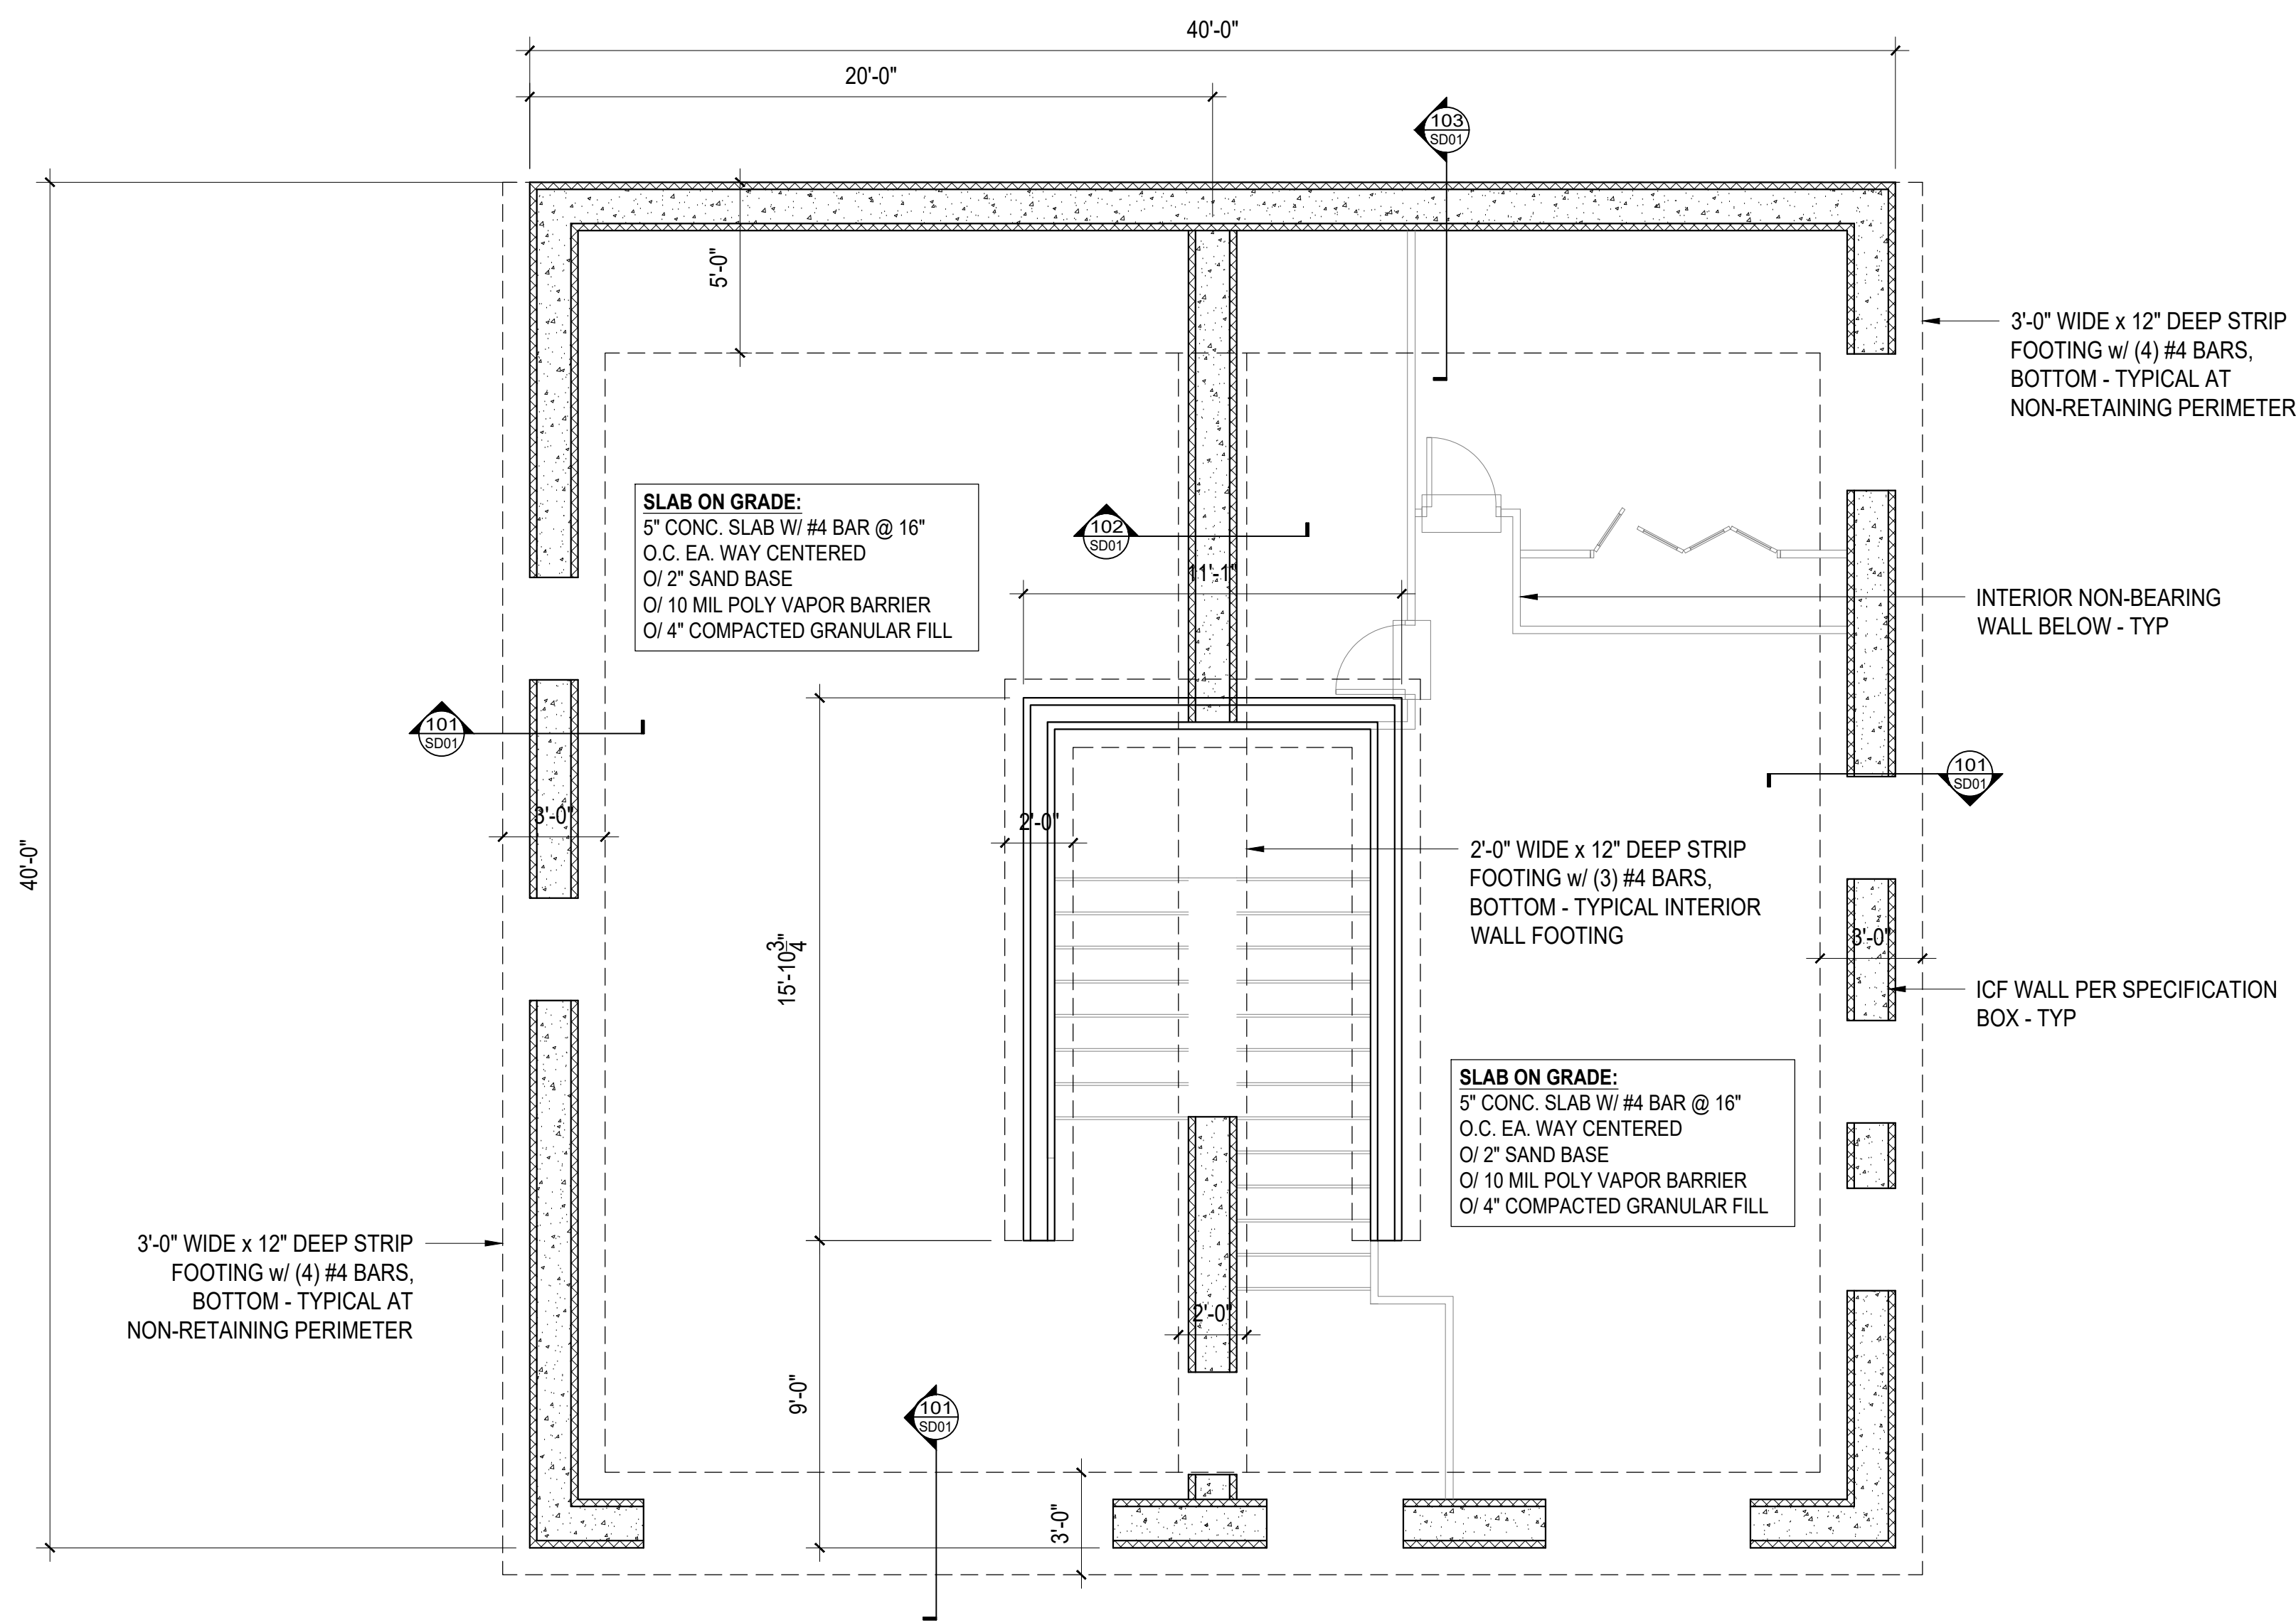 40'-0"
20'-0"
103
SD01
5'-0"
3'-0" WIDE x 12" DEEP STRIP
FOOTING w/ (4) #4 BARS,
BOTTOM - TYPICAL AT
NON-RETAINING PERIMETER
SLAB ON GRADE:
5" CONC. SLAB W/ #4 BAR @ 16"
O.C. EA. WAY CENTERED
O/ 2" SAND BASE
O/ 10 MIL POLY VAPOR BARRIER
O/ 4" COMPACTED GRANULAR FILL
102
SD01
11'-1"
INTERIOR NON-BEARING
WALL BELOW - TYP
101
SD01
101
SD01
3'-0"
2'-0"
40'-0"
2'-0" WIDE x 12" DEEP STRIP
FOOTING w/ (3) #4 BARS,
BOTTOM - TYPICAL INTERIOR
WALL FOOTING
3'-0"
15'-10 3/4"
ICF WALL PER SPECIFICATION
BOX - TYP
SLAB ON GRADE:
5" CONC. SLAB W/ #4 BAR @ 16"
O.C. EA. WAY CENTERED
O/ 2" SAND BASE
O/ 10 MIL POLY VAPOR BARRIER
O/ 4" COMPACTED GRANULAR FILL
3'-0" WIDE x 12" DEEP STRIP
FOOTING w/ (4) #4 BARS,
BOTTOM - TYPICAL AT
NON-RETAINING PERIMETER
2'-0"
9'-0"
101
SD01
3'-0"